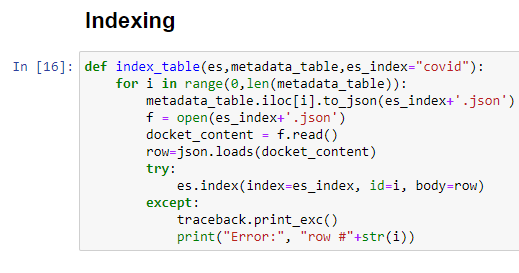 Indexing
In [16]: def index_table(es,metadata_table,es_index="covid"):
    for i in range(0,len(metadata_table)):
        metadata_table.iloc[i].to_json(es_index+'.json')
        f = open(es_index+'.json')
        docket_content = f.read()
        row=json.loads(docket_content)
        try:
            es.index(index=es_index, id=i, body=row)
        except:
            traceback.print_exc()
            print("Error:", "row #"+str(i))